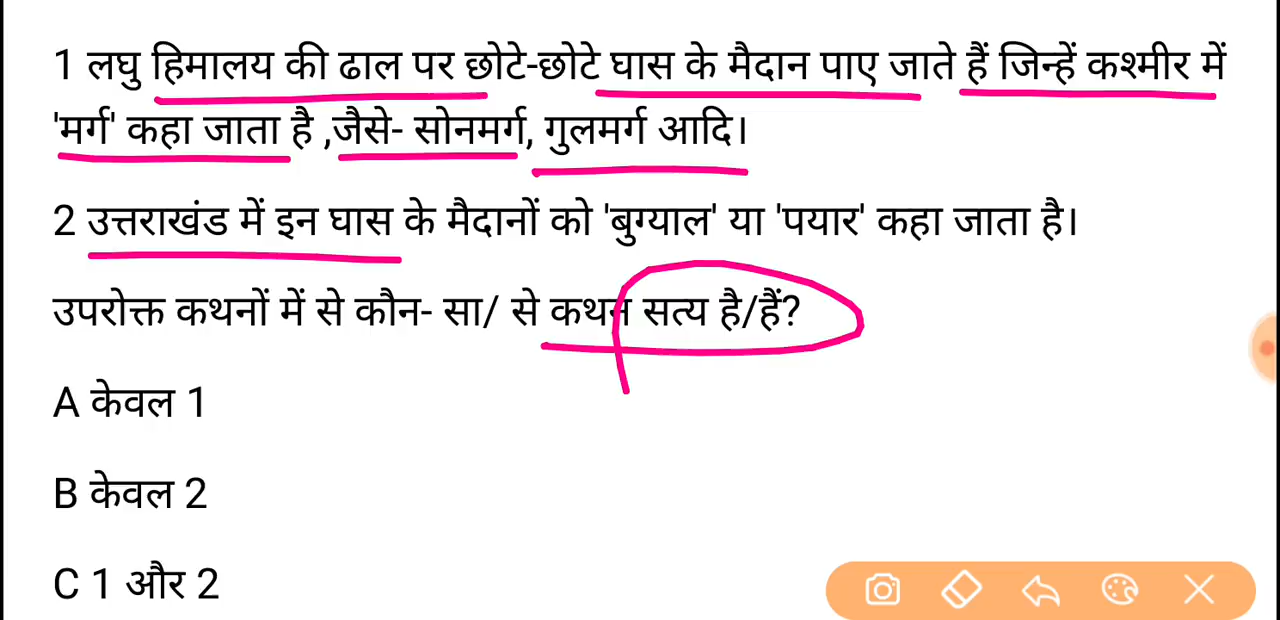 1 लघु हिमालय की ढाल पर छोटे-छोटे घास के मैदान पाए जाते हैं जिन्हें कश्मीर में
'मर्ग' कहा जाता है ,जैसे- सोनमर्ग, गुलमर्ग आदि।
2 उत्तराखंड में इन घास के मैदानों को 'बुग्याल' या 'पयार' कहा जाता है।
उपरोक्त कथनों में से कौन- सा/ से कथन सत्य है/हैं?
A केवल 1
B केवल 2
C 1 और 2